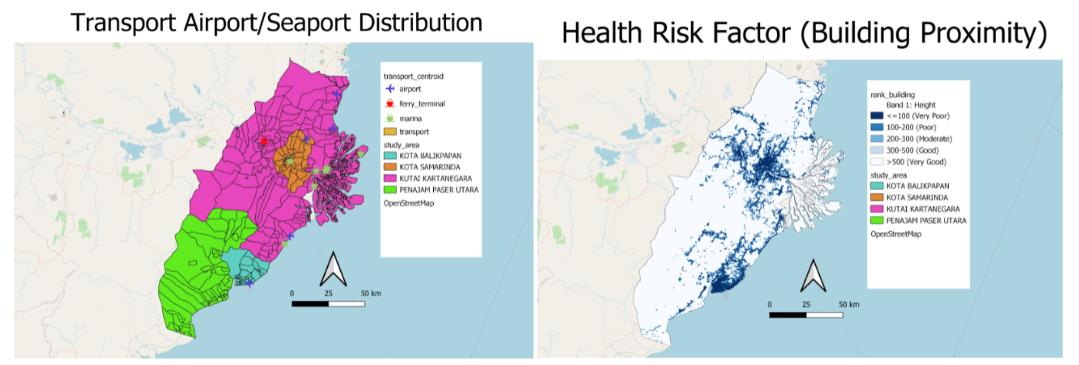 Transport Airport/Seaport Distribution
transport_centroid
airport
ferry_terminal
marina
transport
study_area
KOTA BALIKPAPAN
KOTA SAMARINDA
KUTAI KARTANEGARA
PENAJAM PASER UTARA
OpenStreetMap
0 25 50 km
Health Risk Factor (Building Proximity)
rank_building
Band 1: Height
<=100 (Very Poor)
100-200 (Poor)
200-300 (Moderate)
300-500 (Good)
>500 (Very Good)
study_area
KOTA BALIKPAPAN
KOTA SAMARINDA
KUTAI KARTANEGARA
PENAJAM PASER UTARA
OpenStreetMap
0 25 50 km